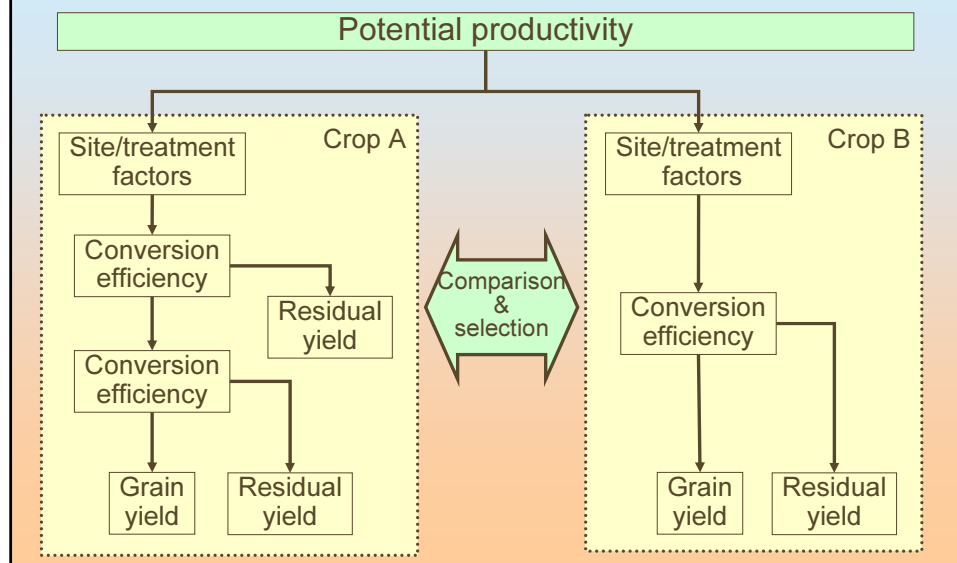 Potential productivity
Crop A
Site/treatment
factors
Conversion
efficiency
Residual
yield
Conversion
efficiency
Grain
yield
Residual
yield
Comparison
&
selection
Crop B
Site/treatment
factors
Conversion
efficiency
Grain
yield
Residual
yield